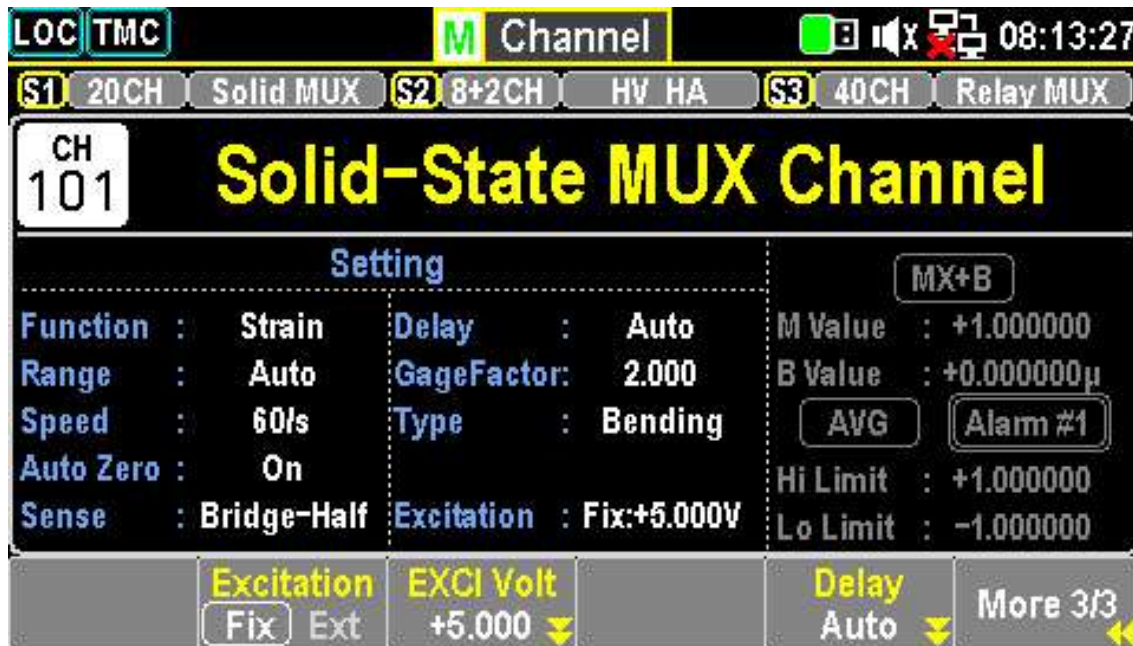 LOC TMC M Channel 08:13:27
S1 20CH Solid MUX S2 8+2CH HV HA S3 40CH Relay MUX
CH
101
Solid-State MUX Channel
Setting
Function : Strain
Range : Auto
Speed : 60/s
Auto Zero : On
Sense : Bridge-Half
Delay : Auto
GageFactor: 2.000
Type : Bending
Excitation : Fix:+5.000V
MX+B
M Value : +1.000000
B Value : +0.000000µ
AVG Alarm #1
Hi Limit : +1.000000
Lo Limit : -1.000000
Excitation
Fix Ext
EXCI Volt
+5.000
Delay
Auto
More 3/3